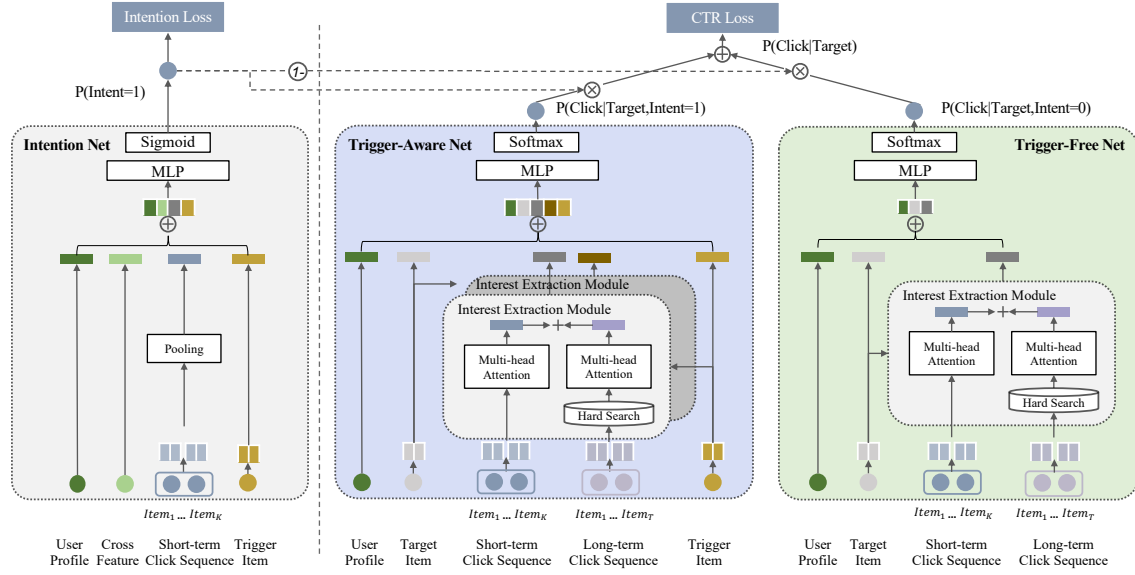 Intention Loss
CTR Loss
P(Click|Target)
1-
P(Intent=1)
P(Click|Target,Intent=1)
P(Click|Target,Intent=0)
Intention Net
Sigmoid
MLP
Pooling
Item₁ ... Item_K
User Profile
Cross Feature
Short-term Click Sequence
Trigger Item
Trigger-Aware Net
Softmax
MLP
Interest Extraction Module
Interest Extraction Module
Multi-head Attention
Multi-head Attention
Hard Search
Item₁ ... Item_K
Item₁ ... Item_T
User Profile
Target Item
Short-term Click Sequence
Long-term Click Sequence
Trigger Item
Trigger-Free Net
Softmax
MLP
Interest Extraction Module
Multi-head Attention
Multi-head Attention
Hard Search
Item₁ ... Item_K
Item₁ ... Item_T
User Profile
Target Item
Short-term Click Sequence
Long-term Click Sequence